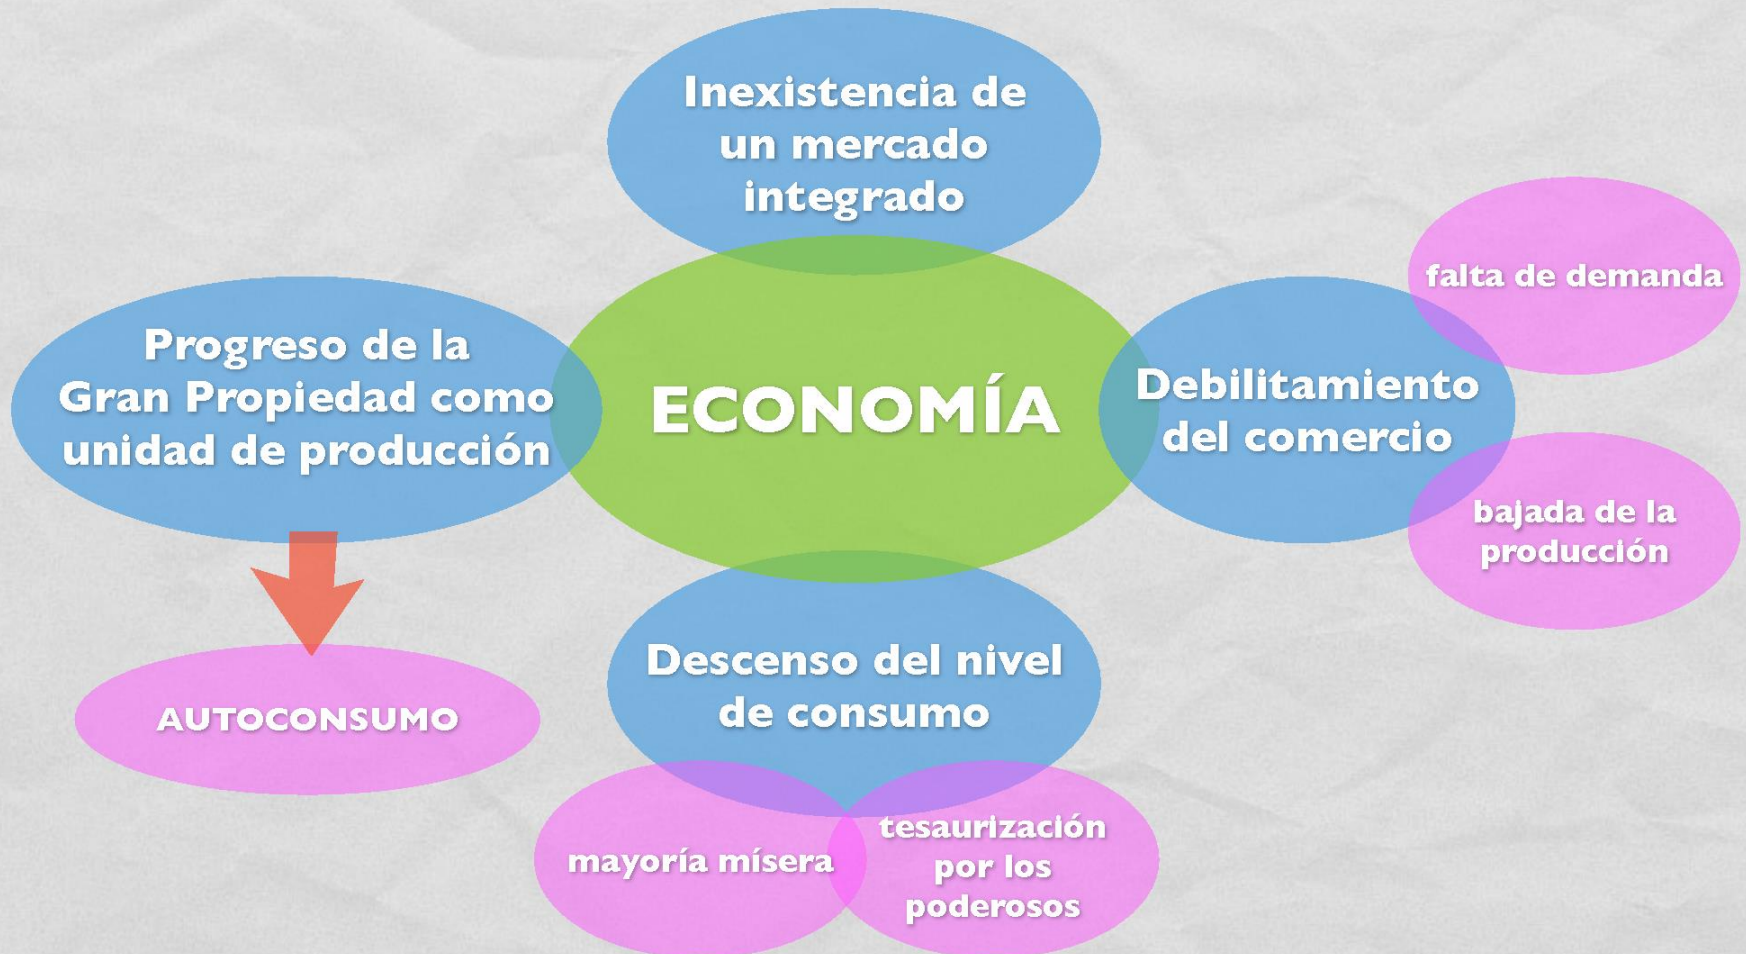 Inexistencia de
un mercado
integrado
falta de demanda
Progreso de la
Gran Propiedad como
unidad de producción
ECONOMÍA
Debilitamiento
del comercio
bajada de la
producción
Descenso del nivel
de consumo
AUTOCONSUMO
mayoría mísera
tesaurización
por los
poderosos